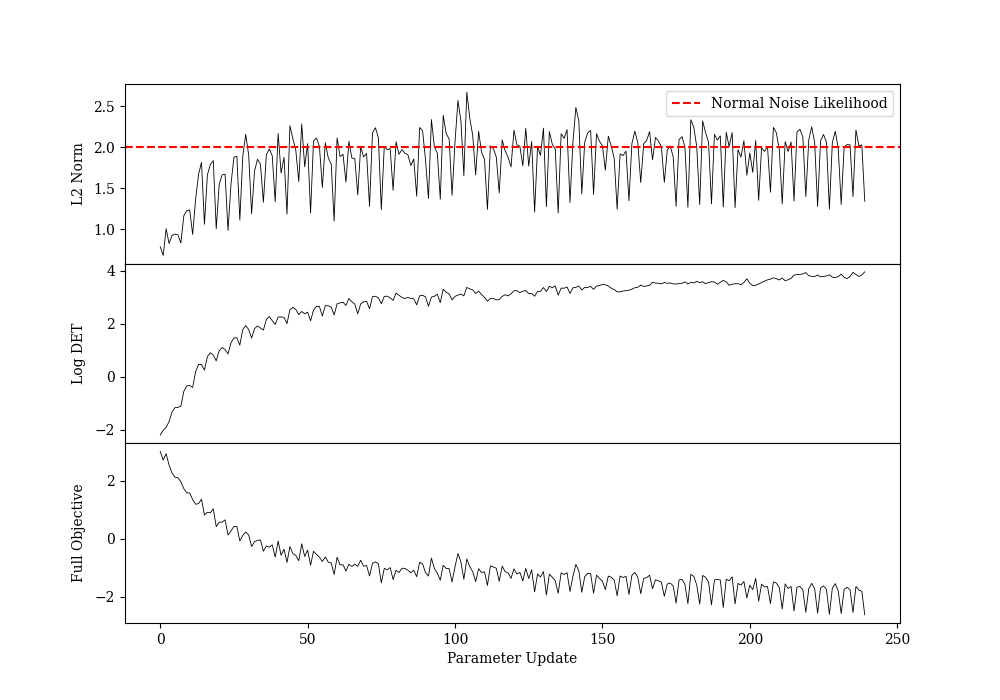 2.5
Normal Noise Likelihood
2.0
1.5
1.0
L2 Norm
4
2
0
−2
Log DET
2
0
−2
Full Objective
0 50 100 150 200 250
Parameter Update